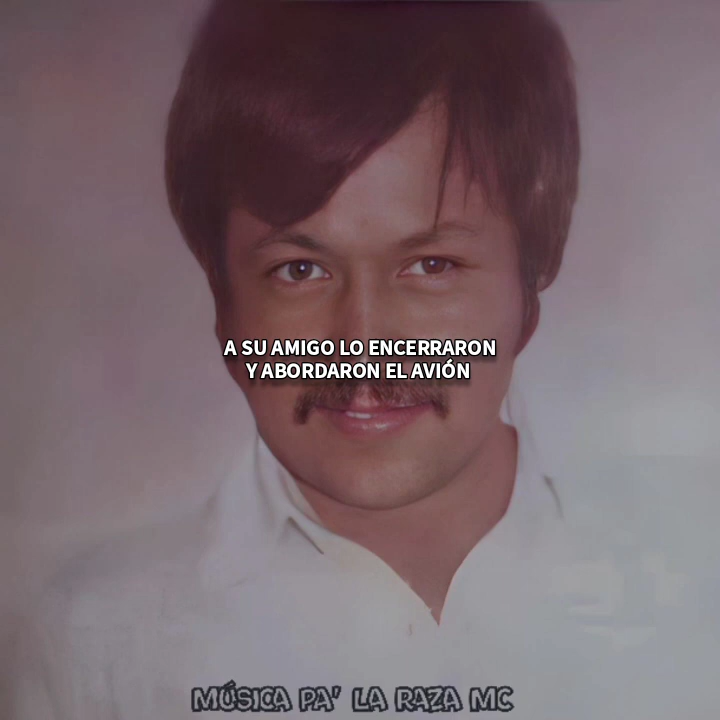 A SU AMIGO LO ENCERRARON
Y ABORDARON EL AVIÓN
MÚSICA PA' LA RAZA MC